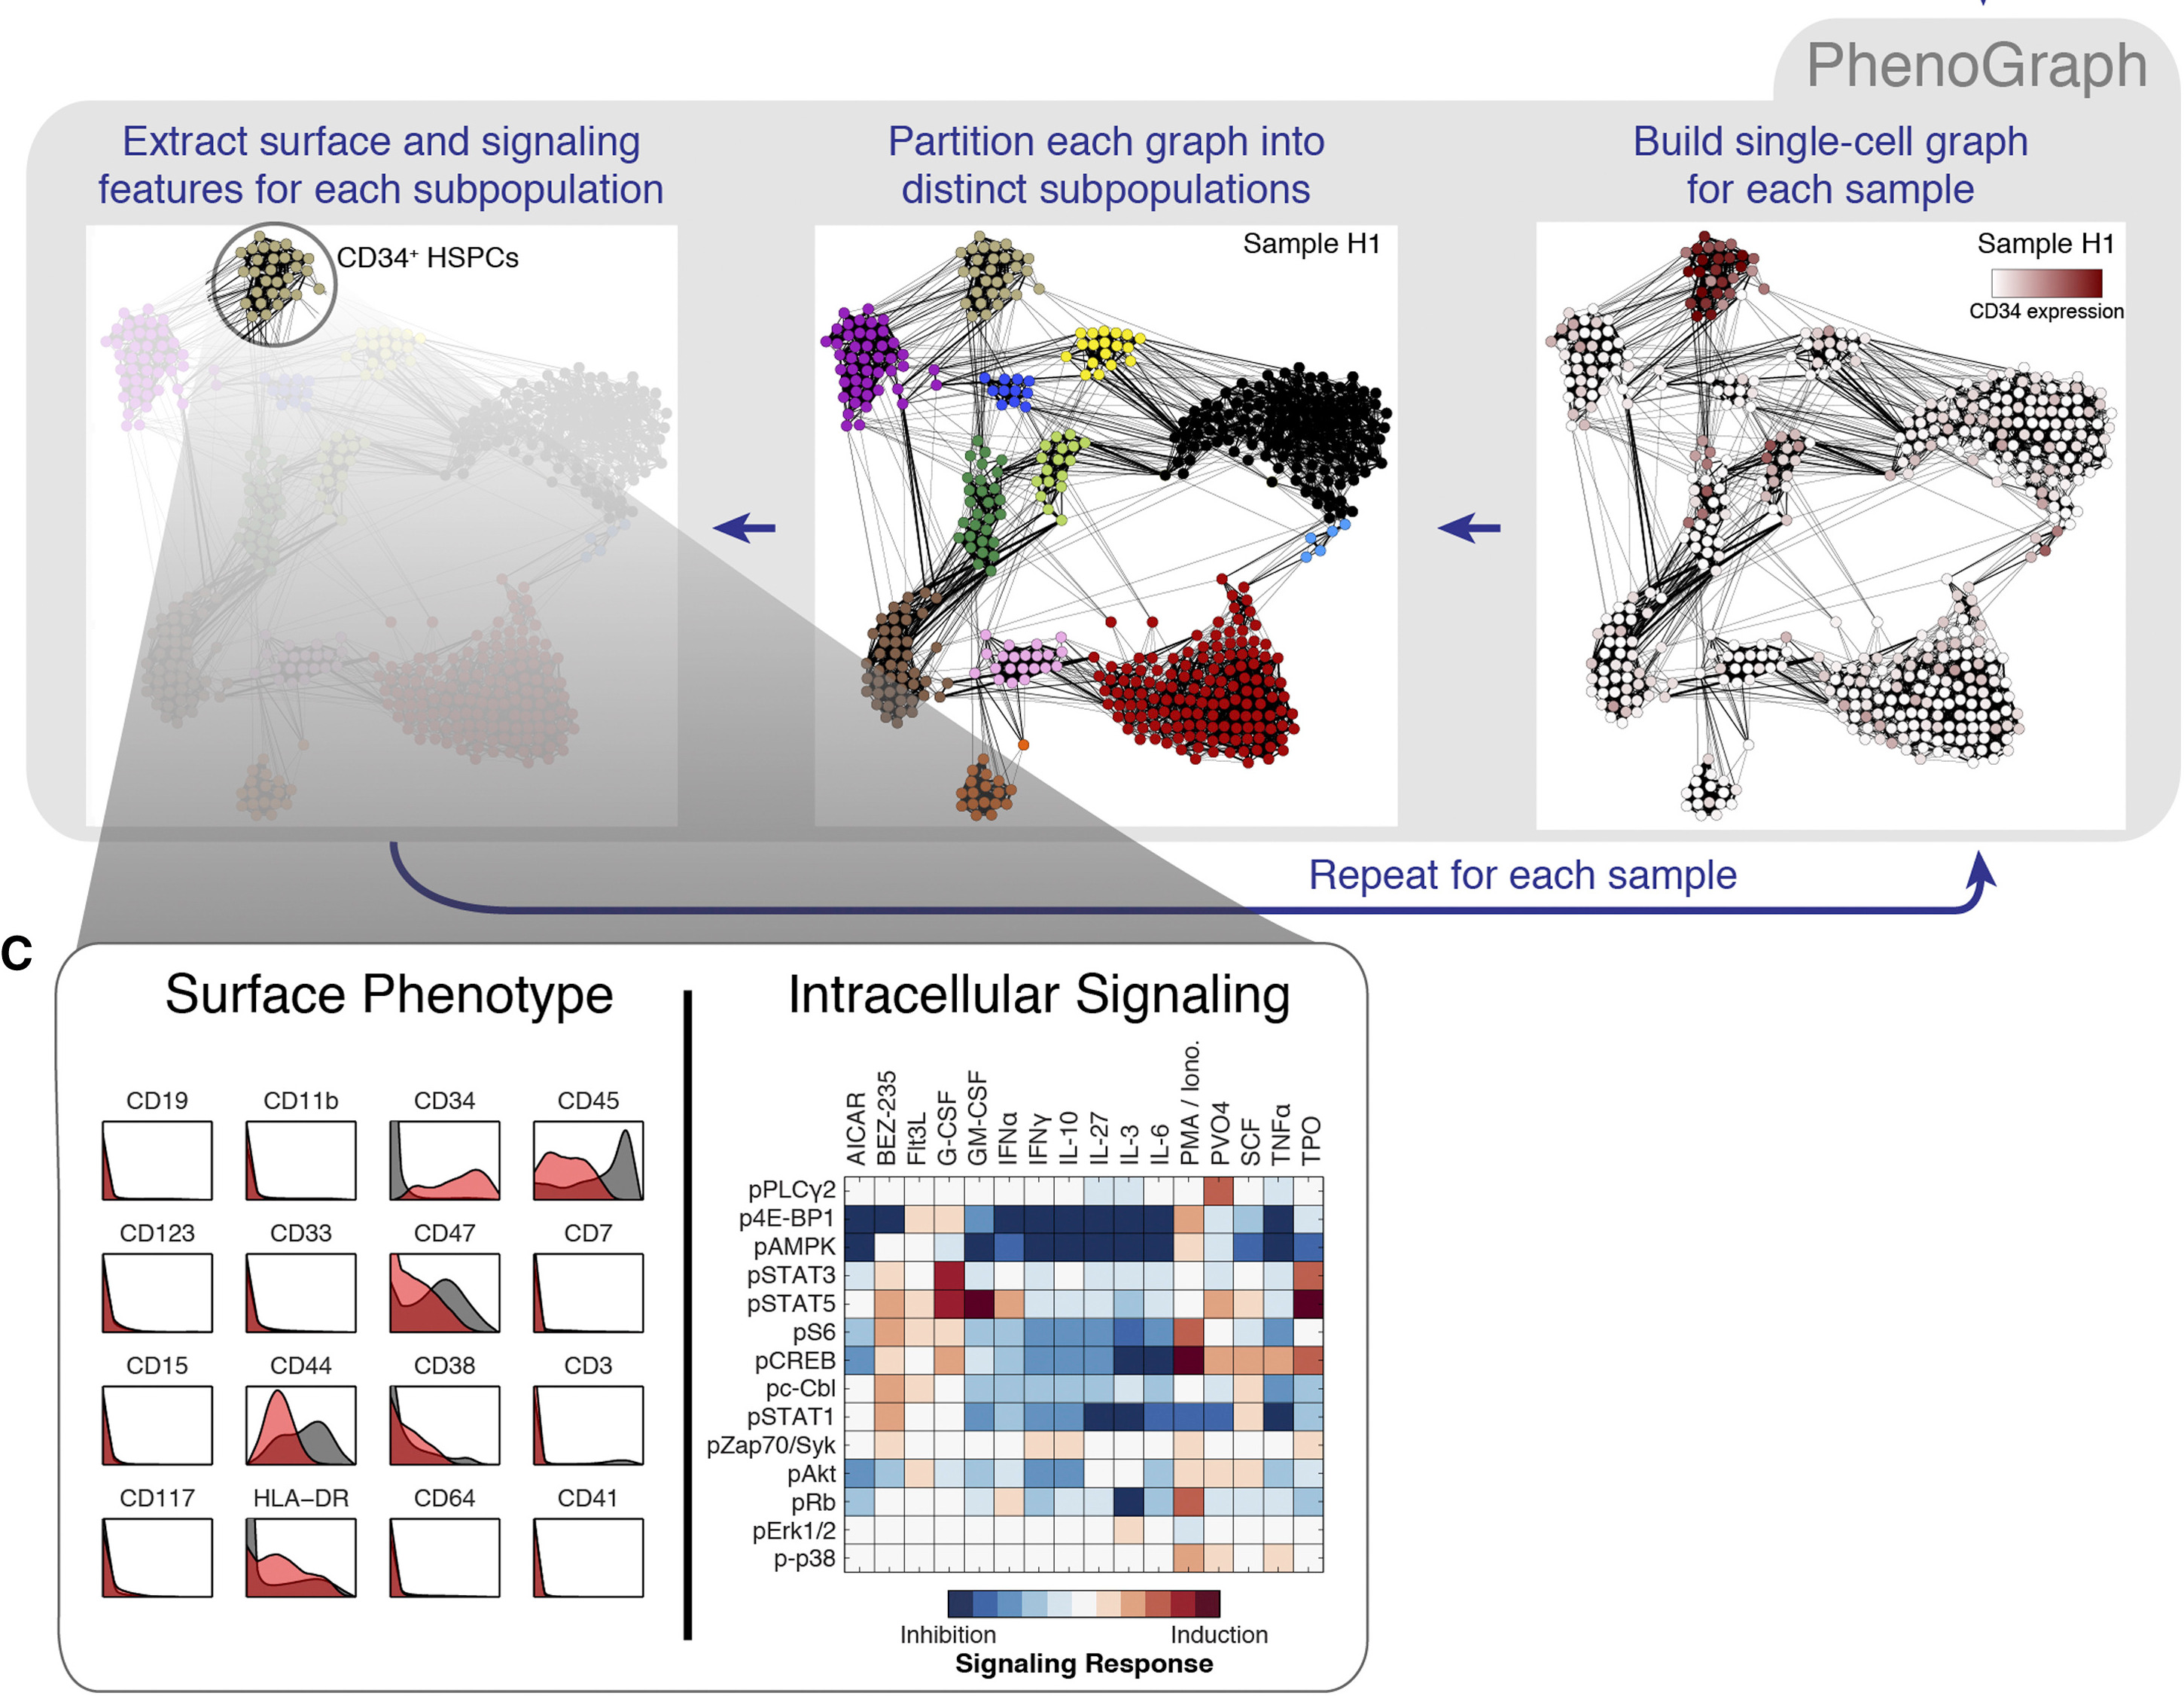 PhenoGraph
Extract surface and signaling
features for each subpopulation
Partition each graph into
distinct subpopulations
Build single-cell graph
for each sample
CD34⁺ HSPCs
Sample H1
Sample H1
CD34 expression
Repeat for each sample
C
Surface Phenotype
CD19 CD11b CD34 CD45
CD123 CD33 CD47 CD7
CD15 CD44 CD38 CD3
CD117 HLA–DR CD64 CD41
Intracellular Signaling
AICAR
BEZ-235
Flt3L
G-CSF
GM-CSF
IFNα
IFNγ
IL-10
IL-27
IL-3
IL-6
PMA / Iono.
PVO4
SCF
TNFα
TPO
pPLCγ2
p4E-BP1
pAMPK
pSTAT3
pSTAT5
pS6
pCREB
pc-Cbl
pSTAT1
pZap70/Syk
pAkt
pRb
pErk1/2
p-p38
Inhibition Induction
Signaling Response